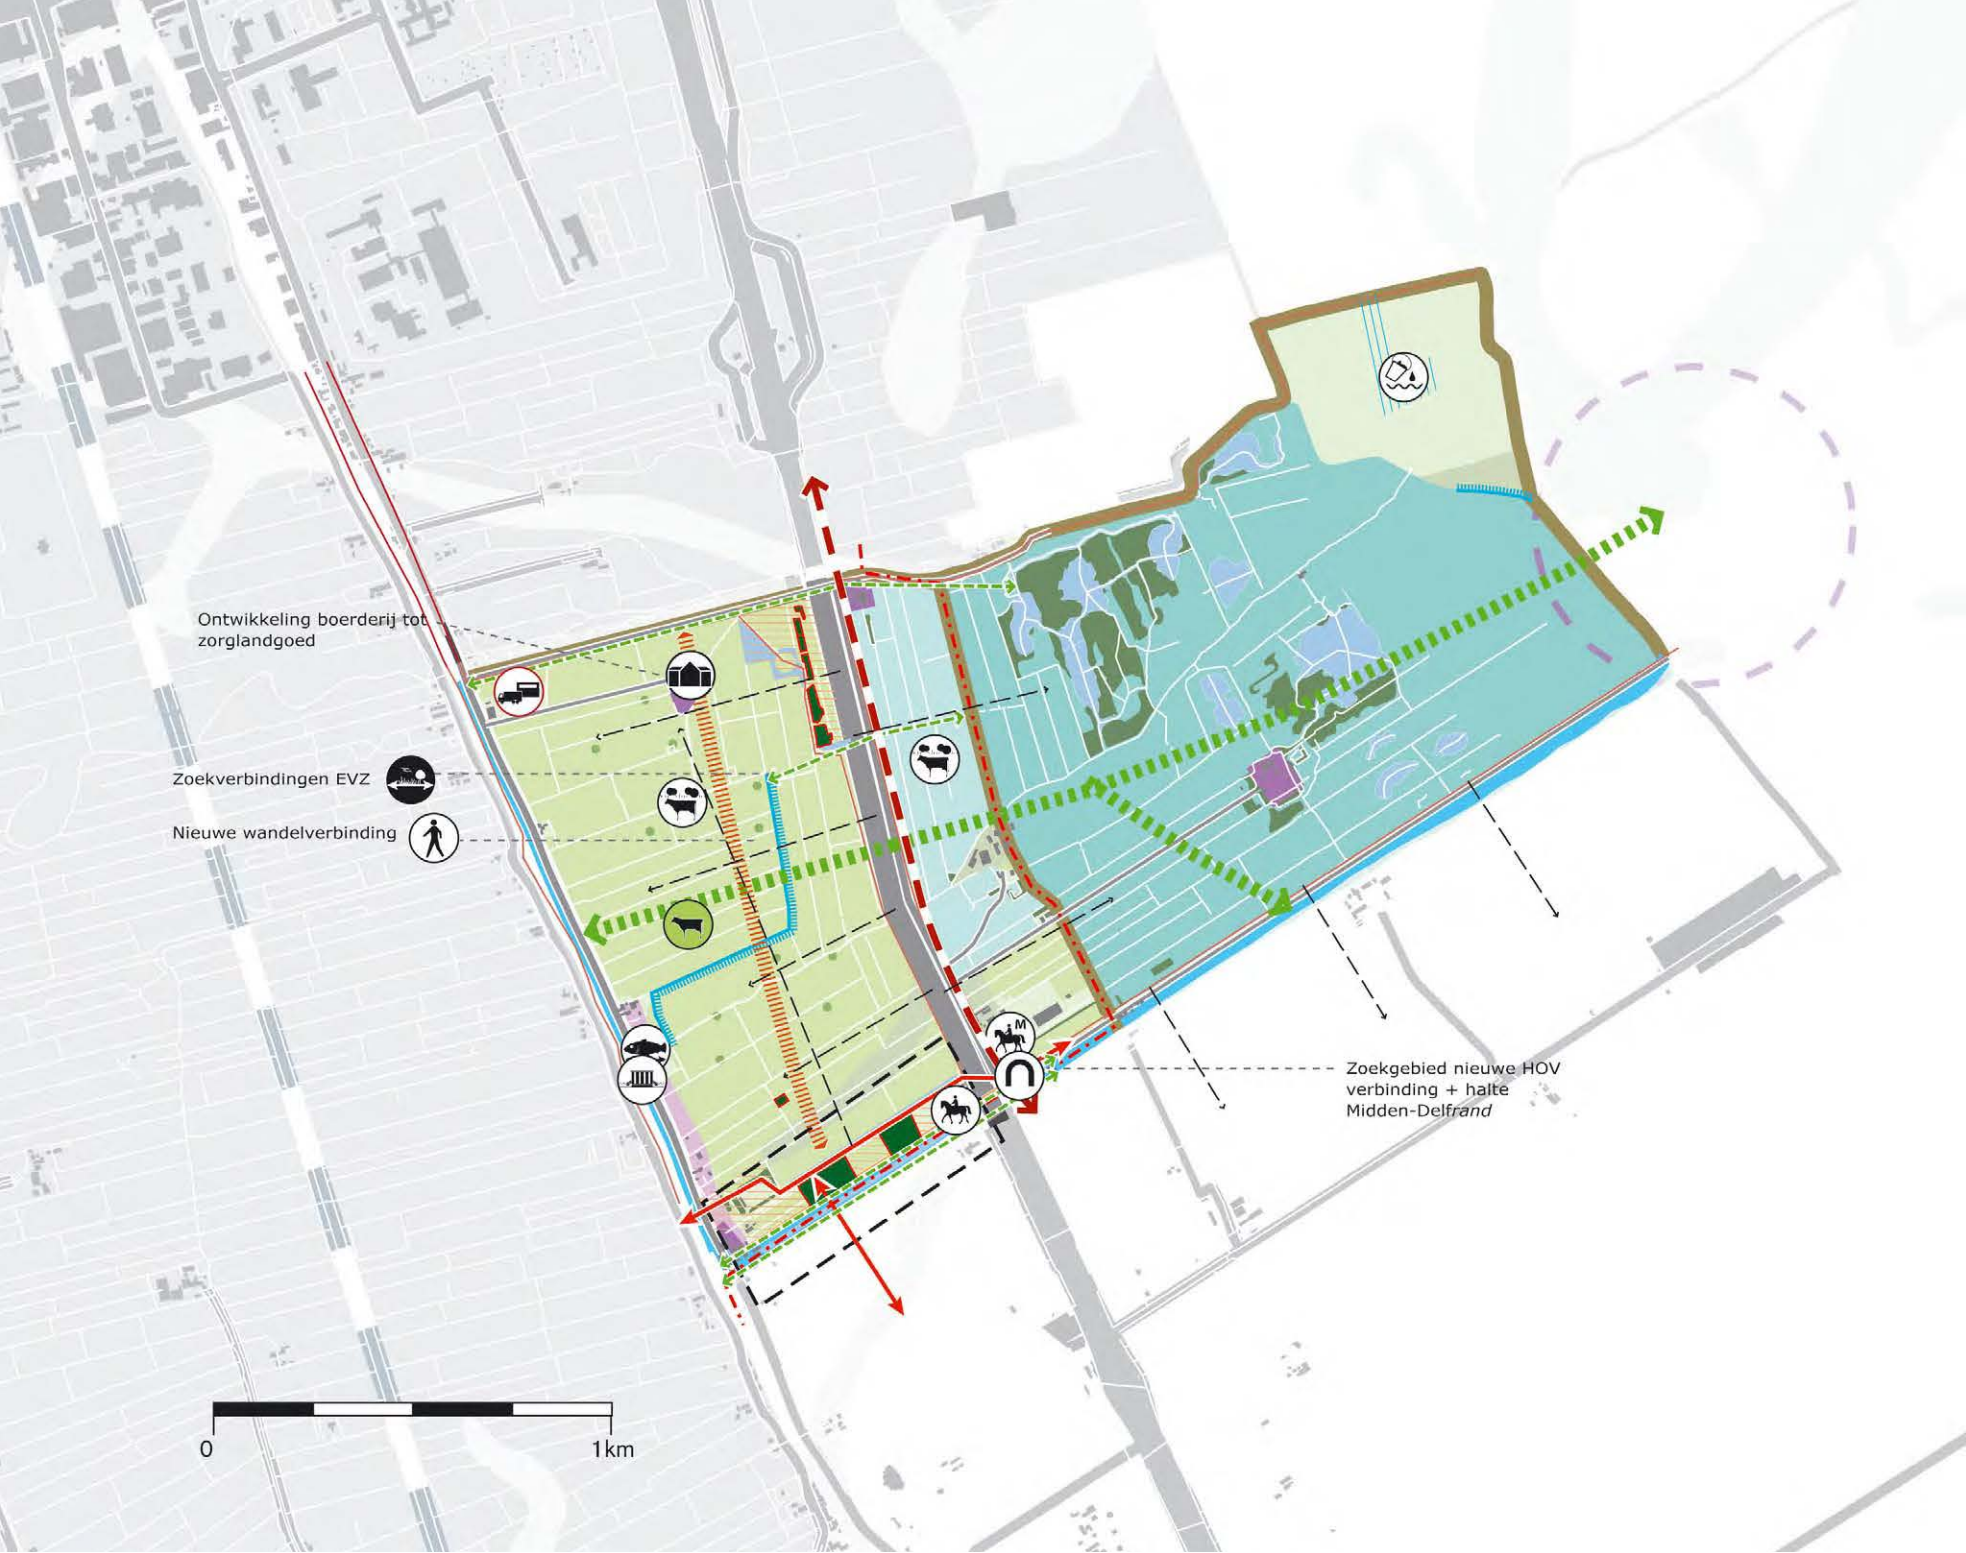 Ontwikkeling boerderij tot
zorglandgoed
Zoekverbindingen EVZ
Nieuwe wandelverbinding
M
Zoekgebied nieuwe HOV
verbinding + halte
Midden-Delfrand
0
1km